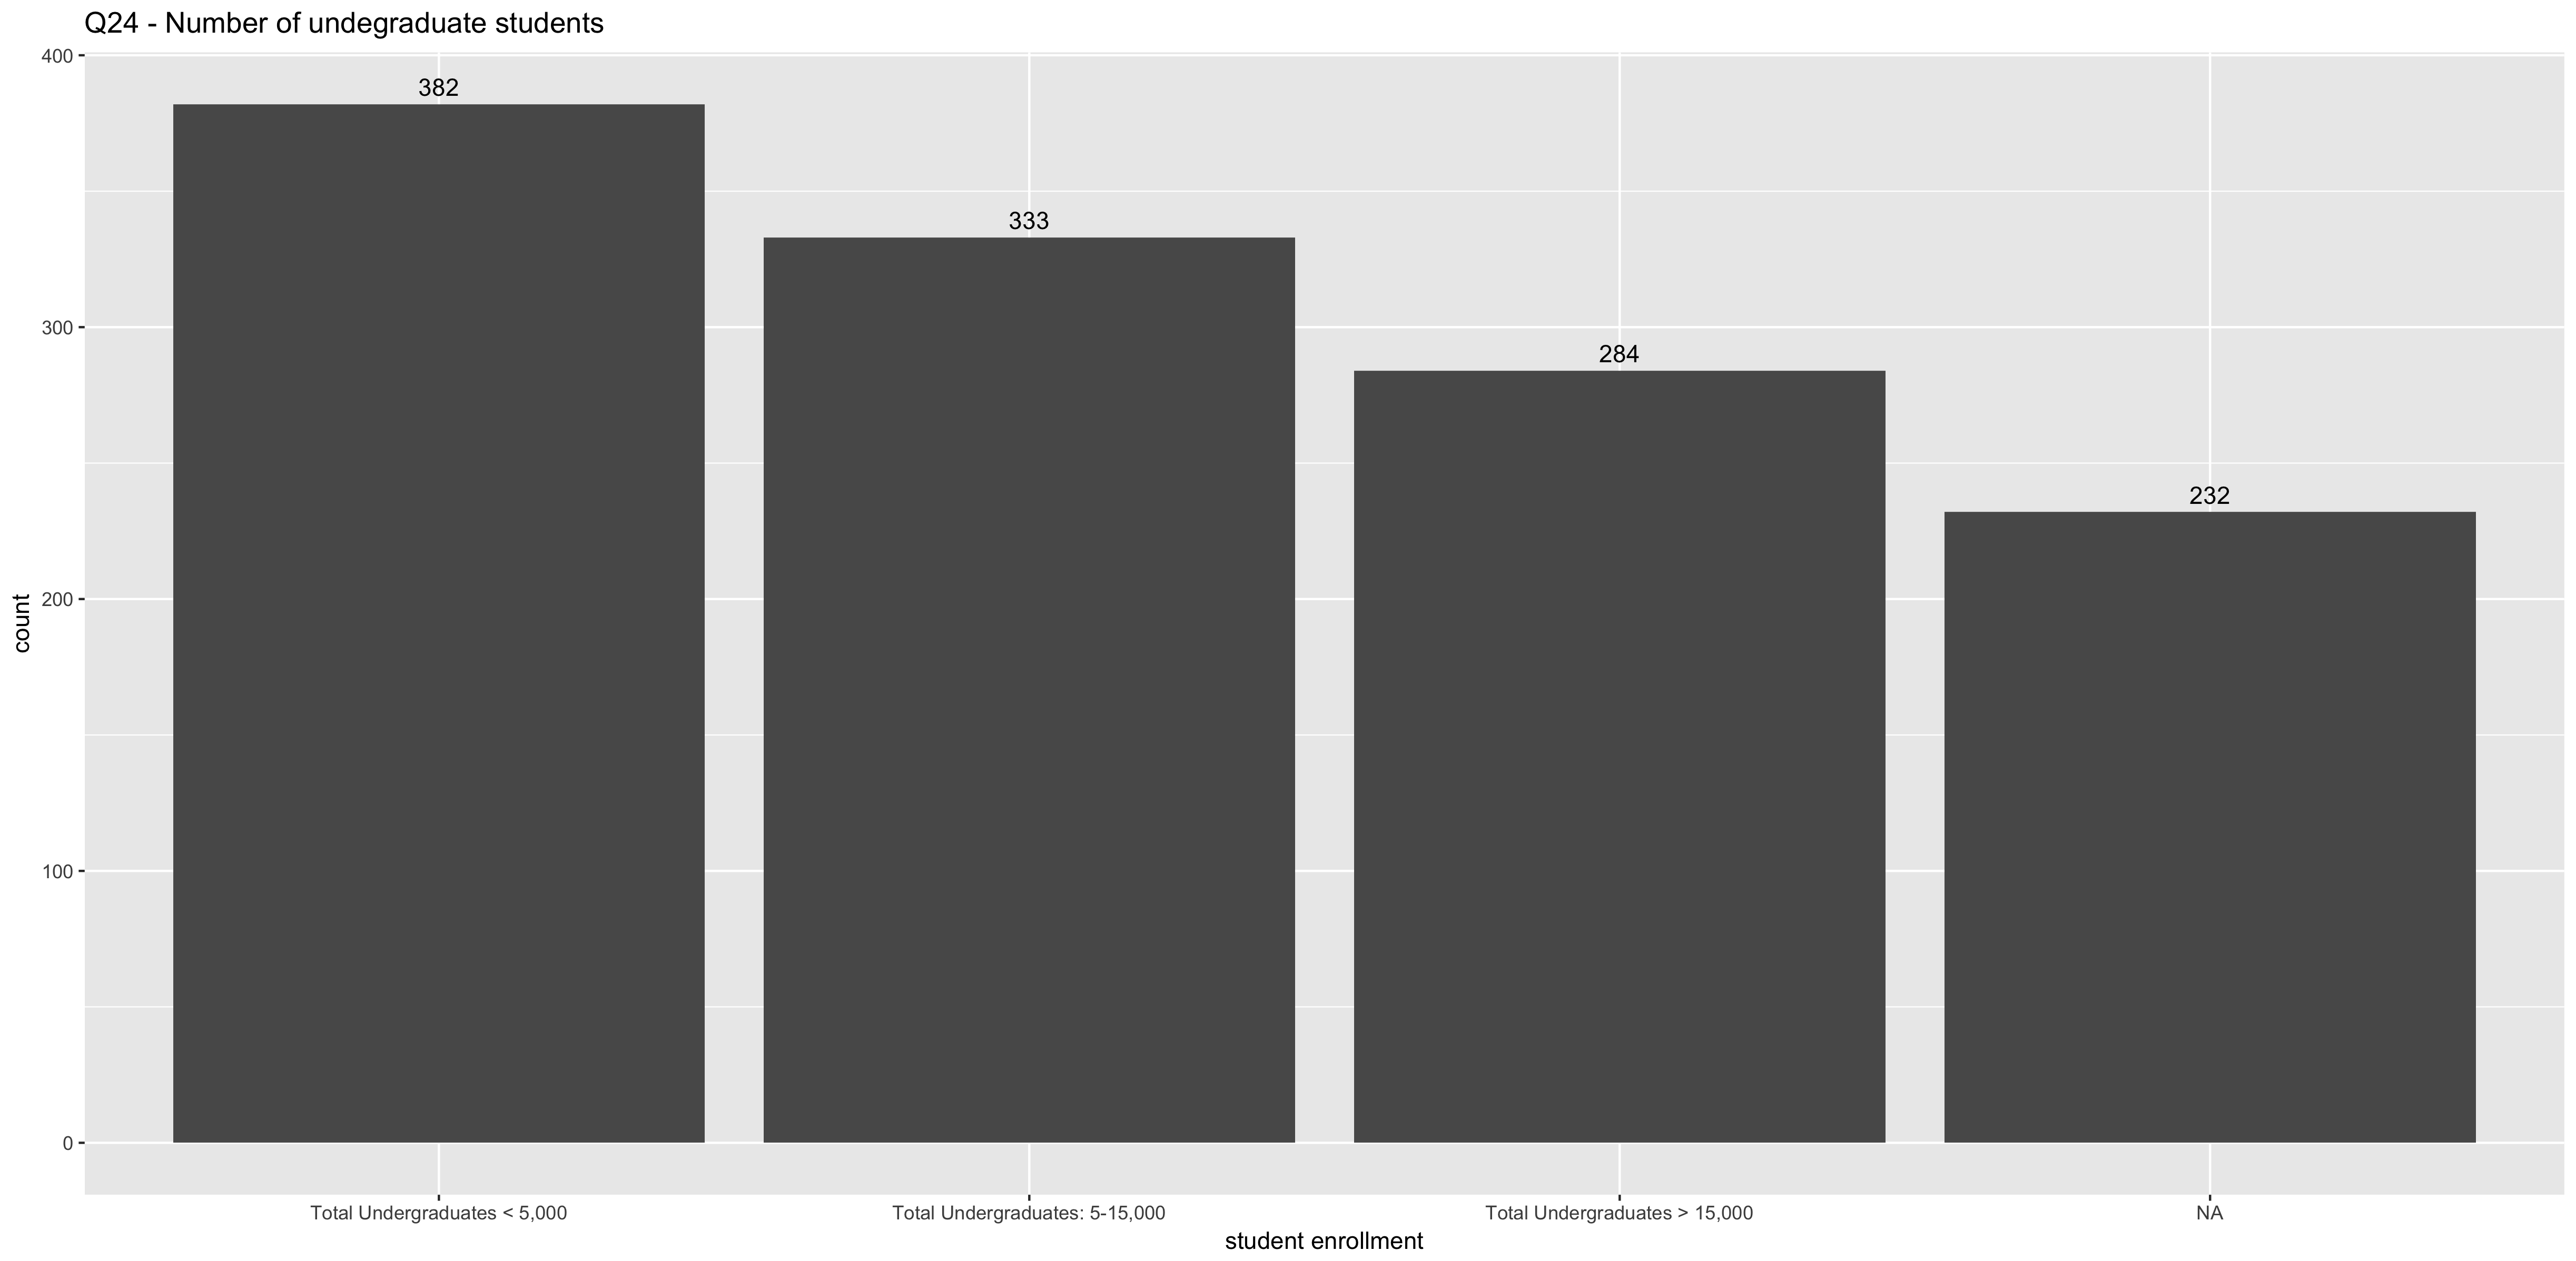 Q24 - Number of undegraduate students
400
300
200
100
0
count
382
333
284
232
Total Undergraduates < 5,000
Total Undergraduates: 5-15,000
Total Undergraduates > 15,000
NA
student enrollment